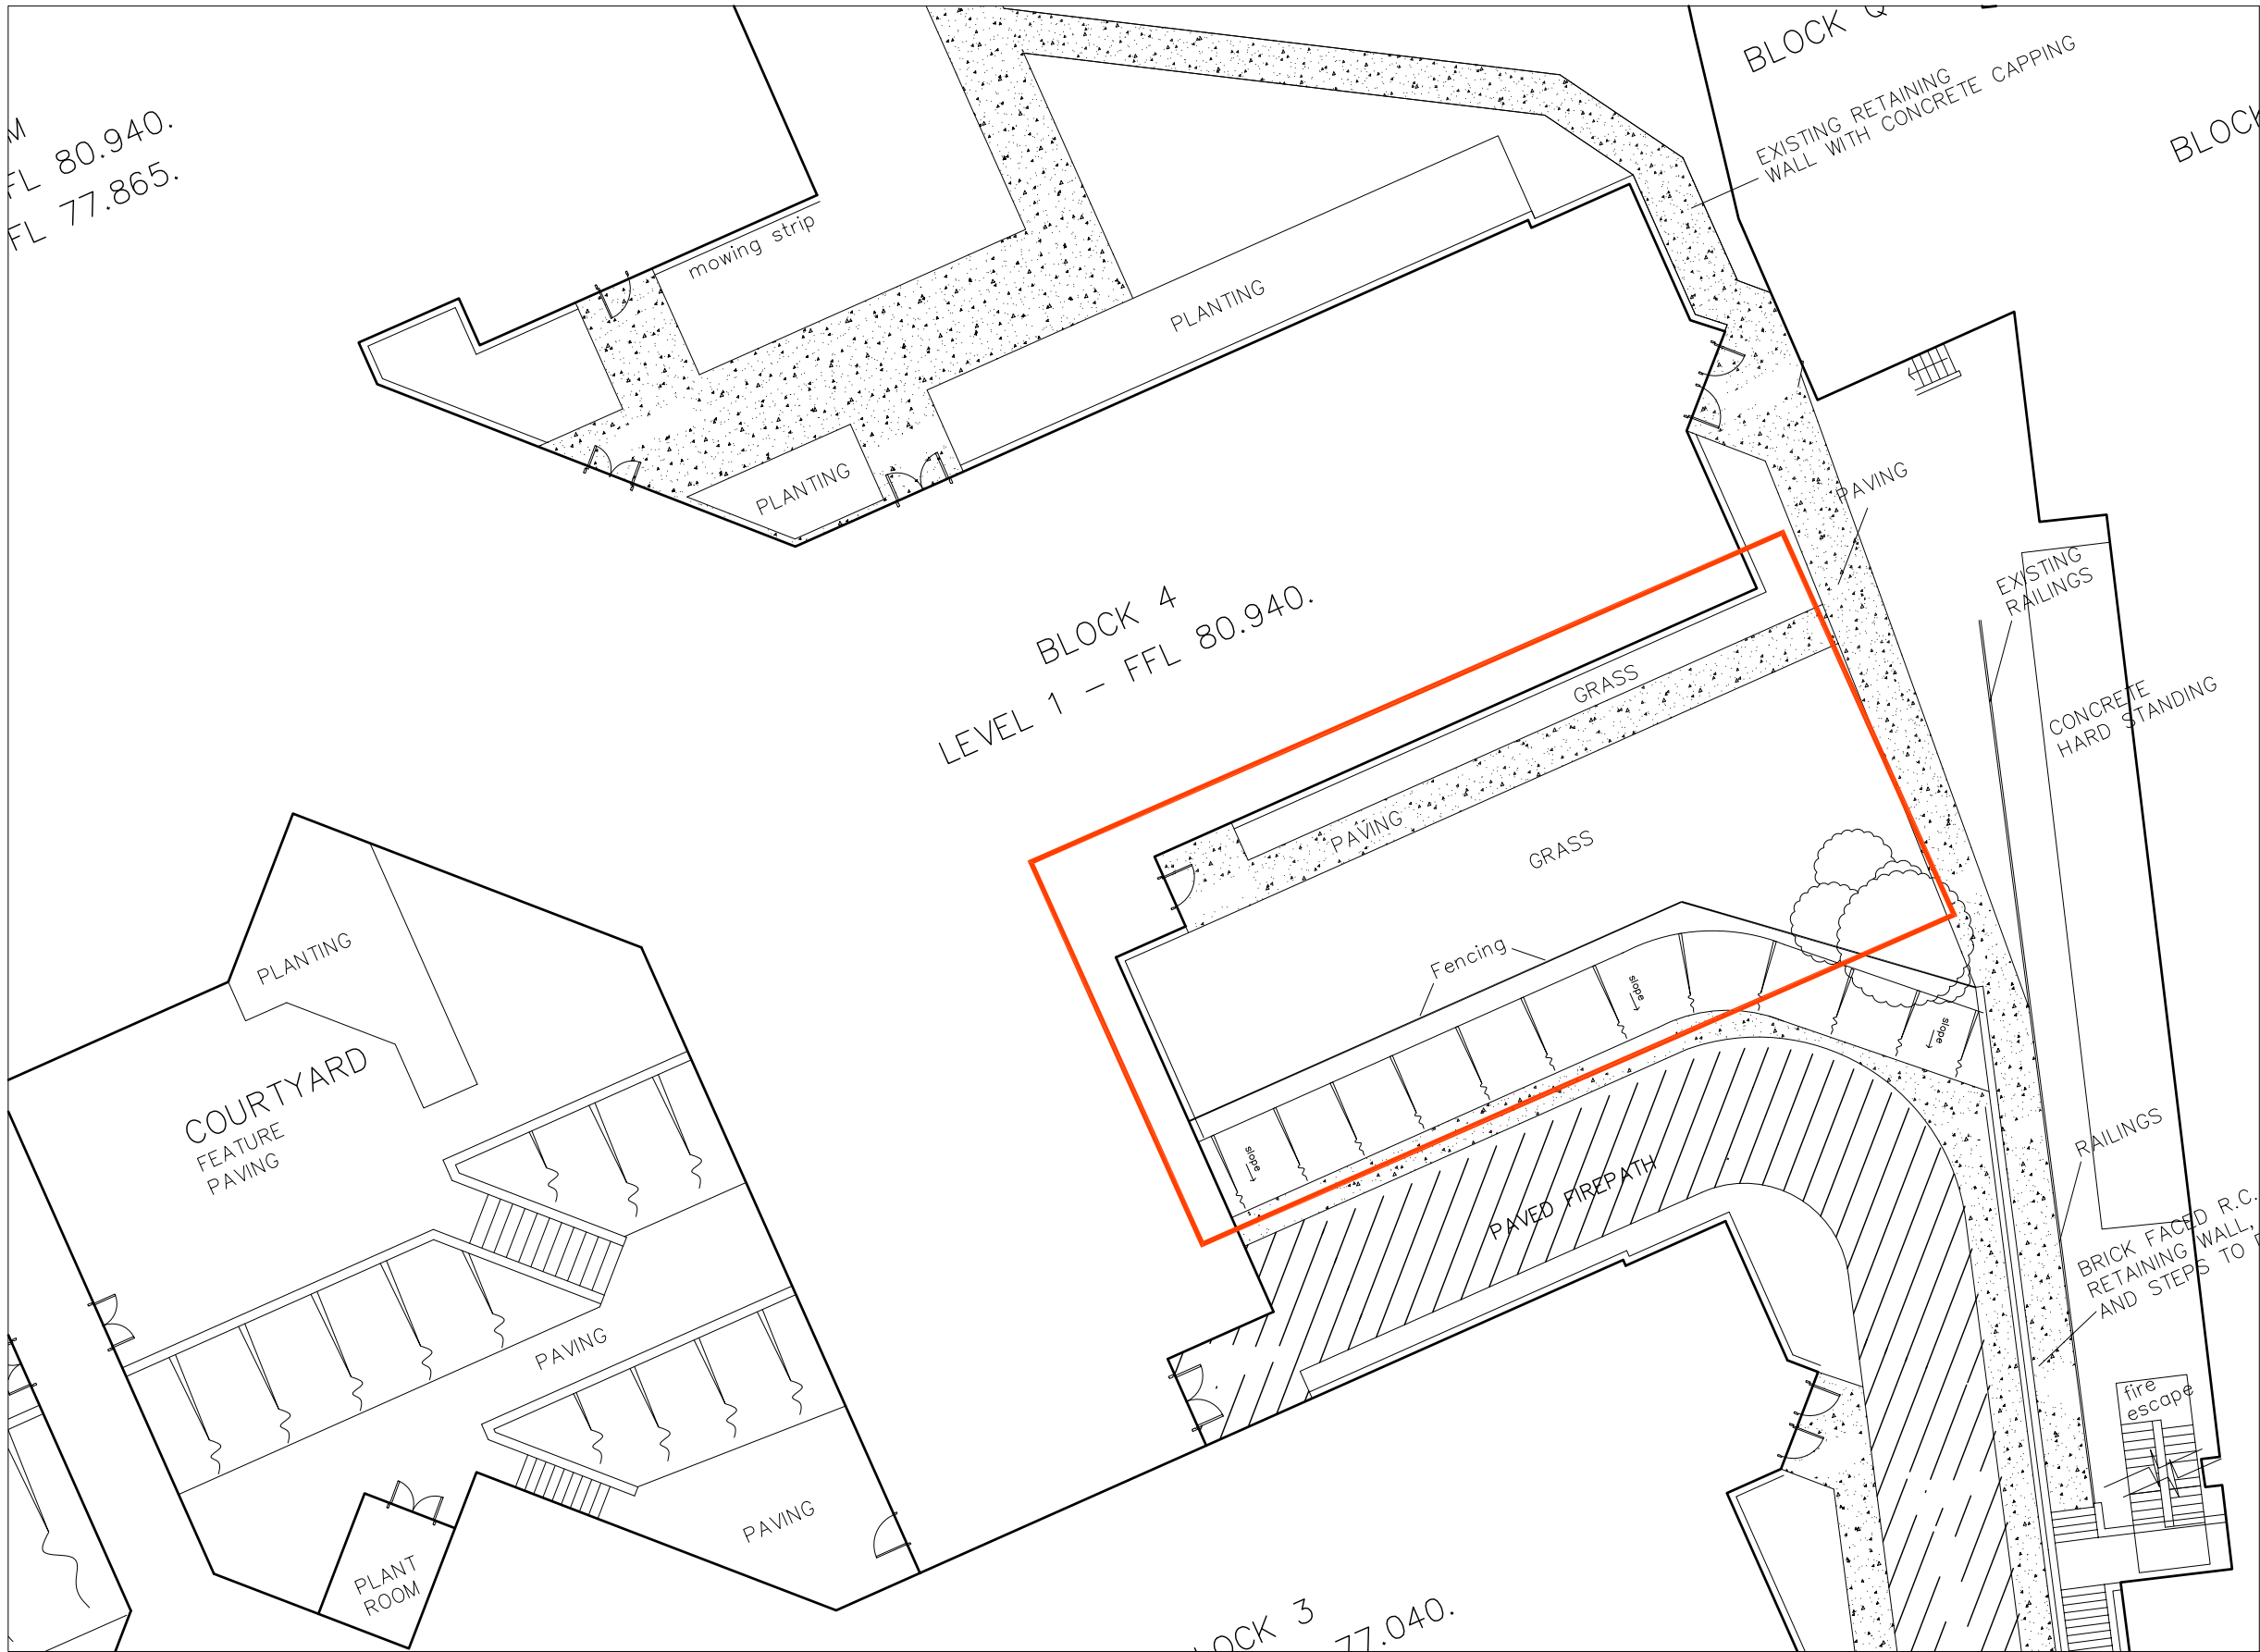 M
FL 80.940.
FL 77.865.
mowing strip
PLANTING
PLANTING
BLOCK Q
EXISTING RETAINING
WALL WITH CONCRETE CAPPING
BLOCK
PAVING
EXISTING
RAILINGS
CONCRETE
HARD STANDING
BLOCK 4
LEVEL 1 – FFL 80.940.
GRASS
PAVING
GRASS
Fencing
slope
slope
slope
PLANTING
COURTYARD
FEATURE
PAVING
PAVING
PAVING
PLANT
ROOM
PAVED FIREPATH
RAILINGS
BRICK FACED R.C.
RETAINING WALL,
AND STEPS TO
fire
escape
LOCK 3
77.040.